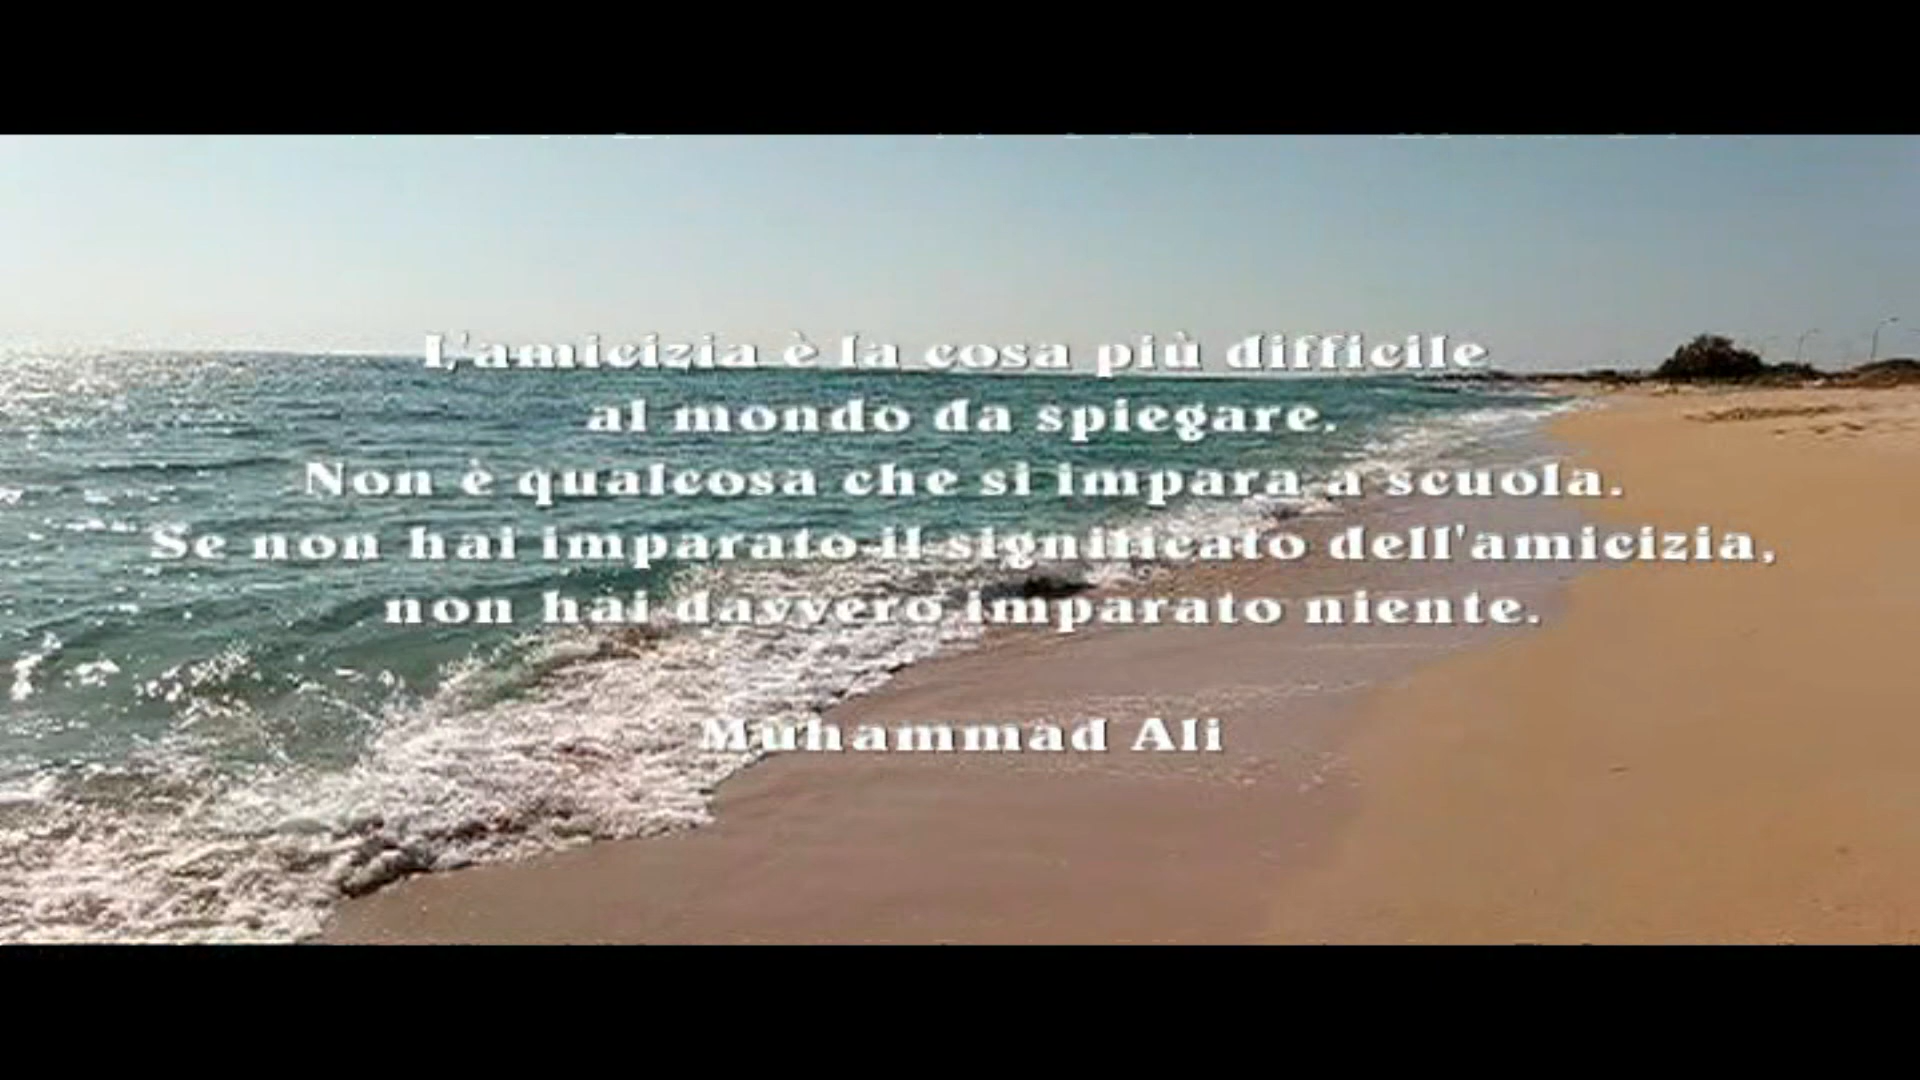 L'amicizia è la cosa più difficile
al mondo da spiegare.
Non è qualcosa che si impara a scuola.
Se non hai imparato il significato dell'amicizia,
non hai davvero imparato niente.
Muhammad Ali